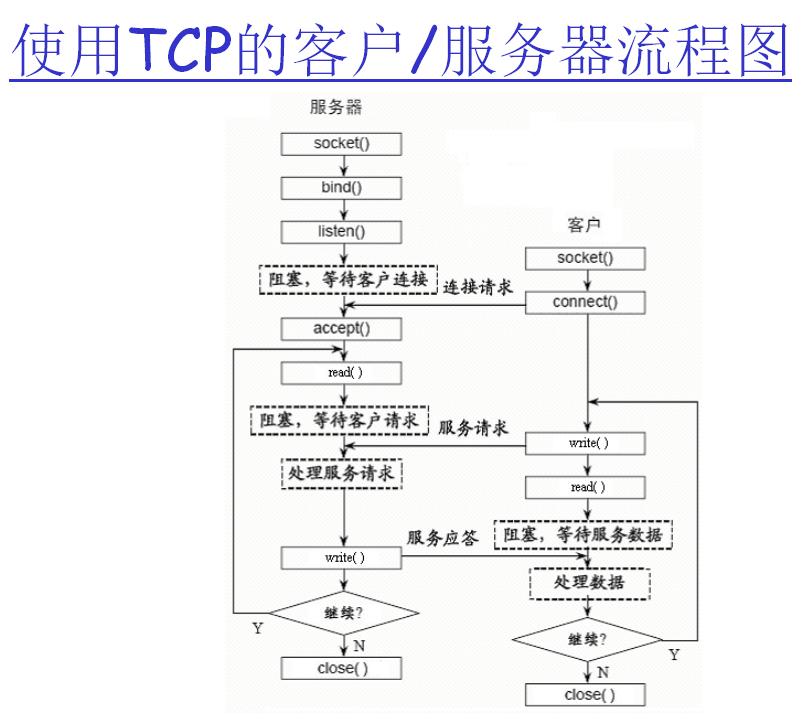 使用TCP的客户/服务器流程图
服务器
socket()
bind()
listen()
阻塞，等待客户连接
accept()
read( )
阻塞，等待客户请求
处理服务请求
write( )
继续?
Y
N
close( )
连接请求
服务请求
服务应答
客户
socket()
connect()
write( )
read( )
阻塞，等待服务数据
处理数据
继续?
Y
N
close( )